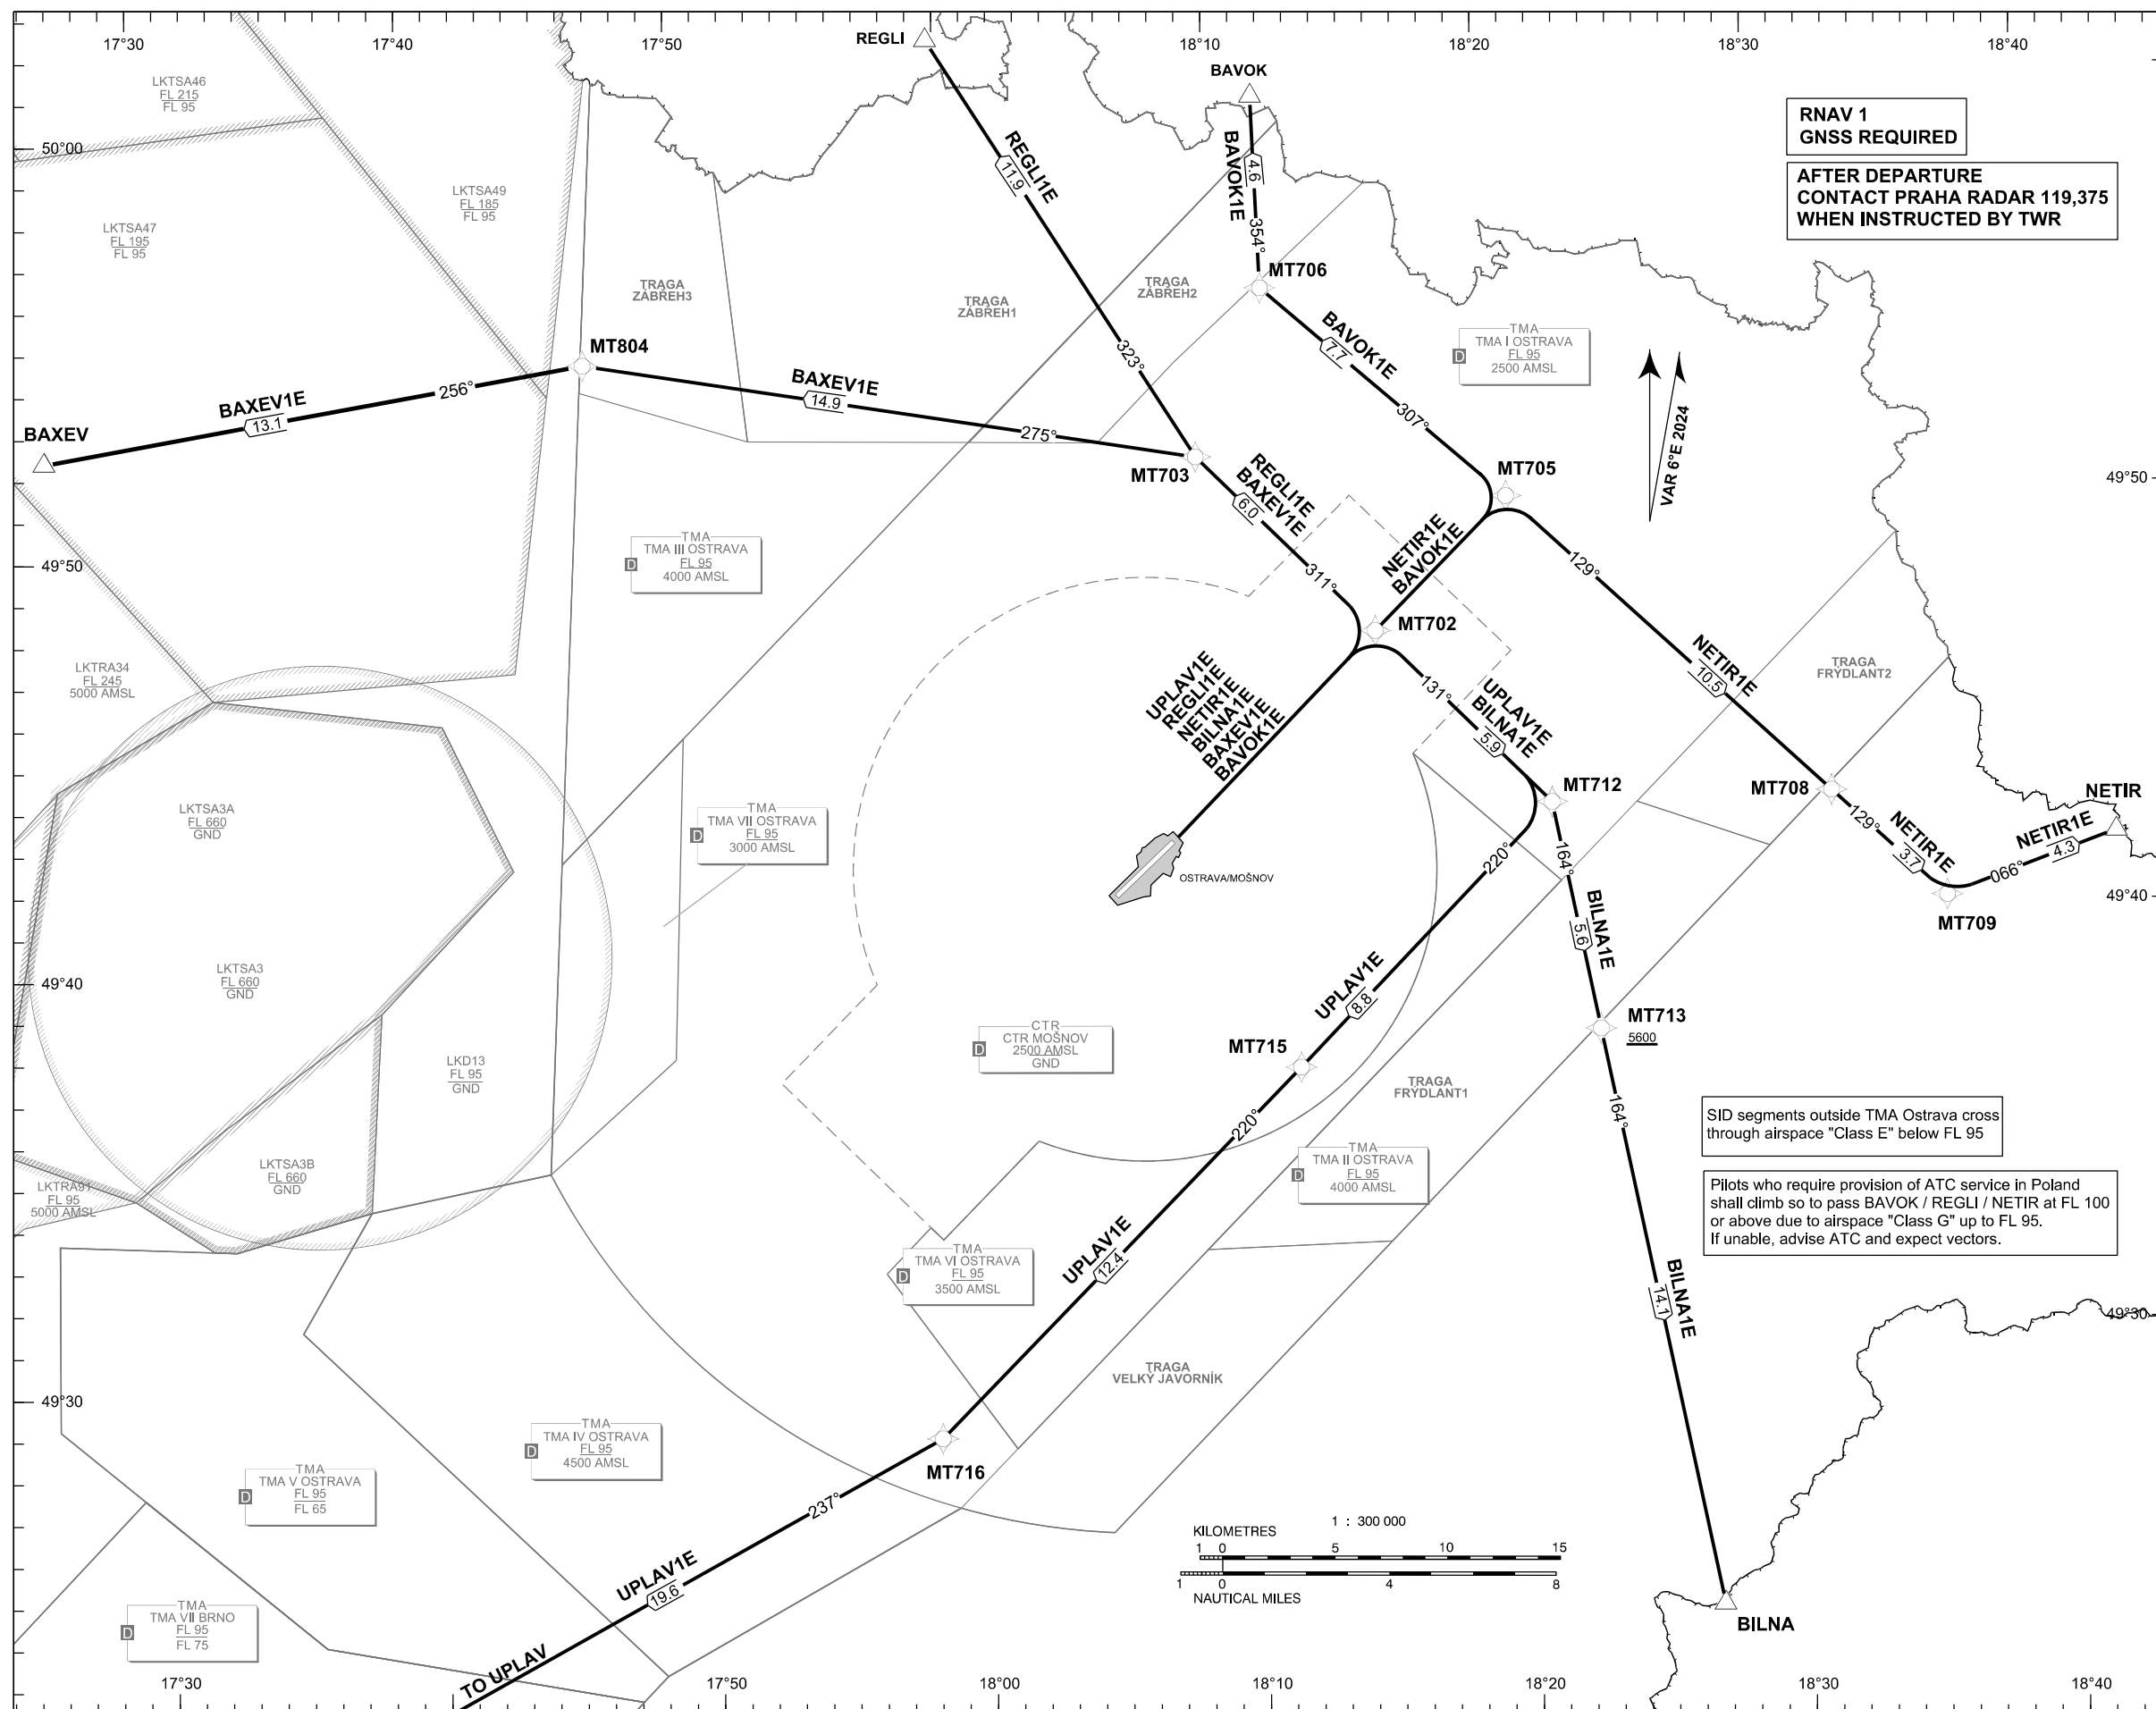 17°30
17°40
17°50
18°10
18°20
18°30
18°40
REGLI
BAVOK
LKTSA46
FL 215
FL 95
RNAV 1
GNSS REQUIRED
50°00
REGLI1E
11.9
BAVOK1E
4.6
354°
AFTER DEPARTURE
CONTACT PRAHA RADAR 119,375
WHEN INSTRUCTED BY TWR
LKTSA49
FL 185
FL 95
LKTSA47
FL 195
FL 95
MT706
TRAGA
ZÁBŘEH3
TRAGA
ZÁBŘEH1
TRAGA
ZÁBŘEH2
BAVOK1E
7.7
307°
TMA
TMA I OSTRAVA
D
FL 95
2500 AMSL
MT804
323°
BAXEV1E
13.1
256°
BAXEV1E
14.9
275°
BAXEV
VAR 6°E 2024
MT703
MT705
49°50
REGLI1E
BAXEV1E
6.0
311°
NETIR1E
BAVOK1E
129°
TMA
TMA III OSTRAVA
D
FL 95
4000 AMSL
49°50
MT702
LKTRA34
FL 245
5000 AMSL
UPLAV1E
REGLI1E
NETIR1E
BILNA1E
BAXEV1E
BAVOK1E
131°
UPLAV1E
BILNA1E
5.9
NETIR1E
10.5
TRAGA
FRÝDLANT2
MT712
MT708
NETIR
LKTSA3A
FL 660
GND
TMA
TMA VII OSTRAVA
D
FL 95
3000 AMSL
129°
NETIR1E
3.7
NETIR1E
4.3
066°
220°
164°
OSTRAVA/MOŠNOV
49°40
MT709
BILNA1E
5.6
LKTSA3
FL 660
GND
49°40
UPLAV1E
8.8
MT713
5600
CTR
CTR MOŠNOV
D
2500 AMSL
GND
MT715
LKD13
FL 95
GND
TRAGA
FRÝDLANT1
220°
164°
SID segments outside TMA Ostrava cross
through airspace "Class E" below FL 95
TMA
TMA II OSTRAVA
D
FL 95
4000 AMSL
LKTSA3B
FL 660
GND
LKTRA91
FL 95
5000 AMSL
Pilots who require provision of ATC service in Poland
shall climb so to pass BAVOK / REGLI / NETIR at FL 100
or above due to airspace "Class G" up to FL 95.
If unable, advise ATC and expect vectors.
UPLAV1E
12.4
TMA
TMA VI OSTRAVA
D
FL 95
3500 AMSL
BILNA1E
14.1
49°30
TRAGA
VELKÝ JAVORNÍK
49°30
TMA
TMA IV OSTRAVA
D
FL 95
4500 AMSL
MT716
TMA
TMA V OSTRAVA
D
FL 95
FL 65
237°
1 : 300 000
KILOMETRES
1 0 5 10 15
1 0 4 8
NAUTICAL MILES
UPLAV1E
19.6
TMA
TMA VII BRNO
D
FL 95
FL 75
BILNA
TO UPLAV
17°30
17°50
18°00
18°10
18°20
18°30
18°40